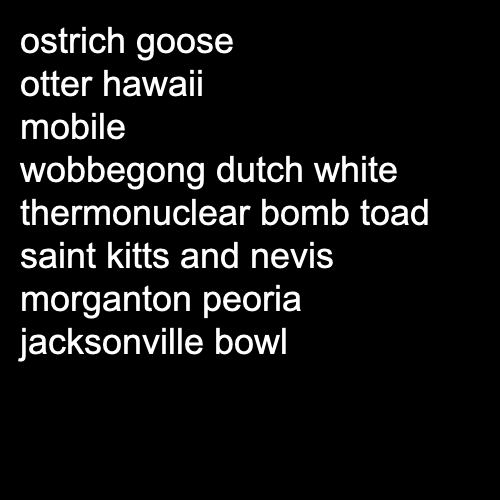 ostrich goose
otter hawaii
mobile
wobbegong dutch white
thermonuclear bomb toad
saint kitts and nevis
morganton peoria
jacksonville bowl